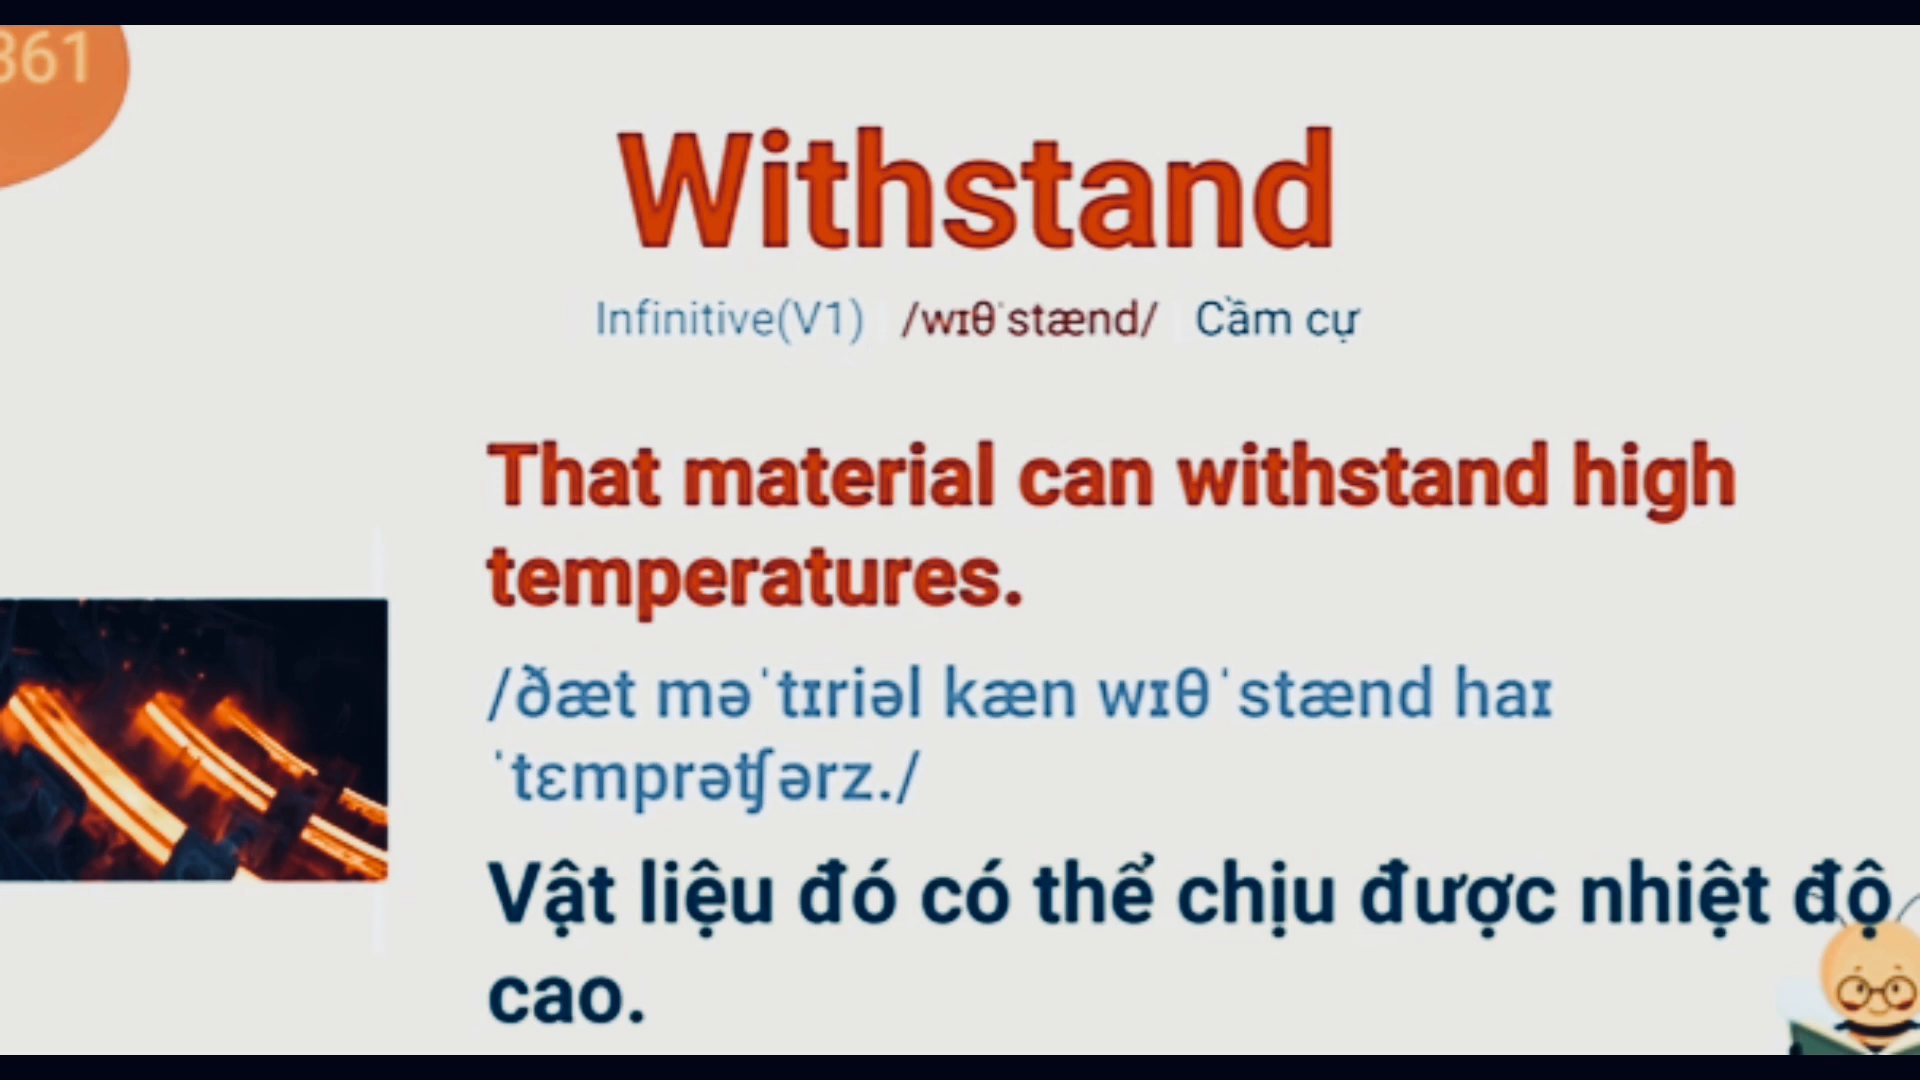 361
Withstand
Infinitive(V1) /wɪθˈstænd/ Cầm cự
That material can withstand high
temperatures.
/ðæt məˈtɪriəl kæn wɪθˈstænd haɪ
ˈtɛmprəʧərz./
Vật liệu đó có thể chịu được nhiệt độ
cao.